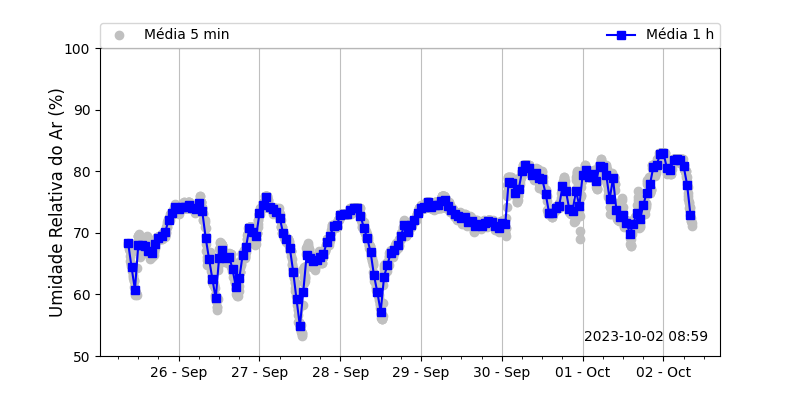 Média 5 min
Média 1 h
Umidade Relativa do Ar (%)
100
90
80
70
60
50
2023-10-02 08:59
26 - Sep
27 - Sep
28 - Sep
29 - Sep
30 - Sep
01 - Oct
02 - Oct